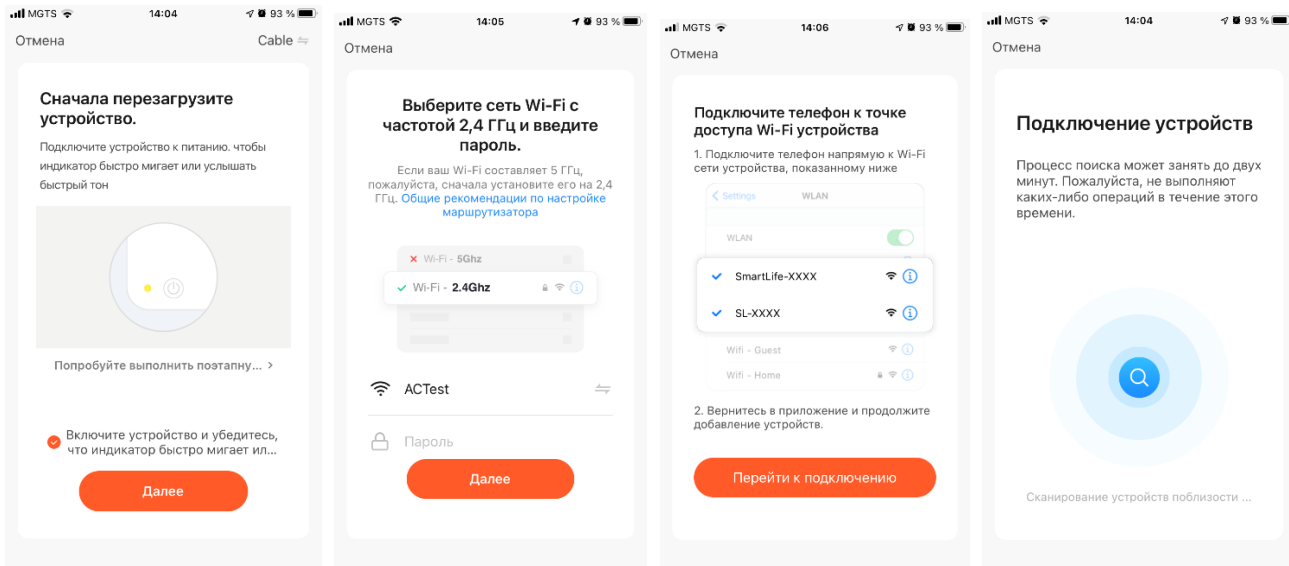 MGTS 14:04 93 %
Отмена Cable
Сначала перезагрузите
устройство.
Подключите устройство к питанию. чтобы
индикатор быстро мигает или услышать
быстрый тон
Попробуйте выполнить поэтапну... >
Включите устройство и убедитесь,
что индикатор быстро мигает ил...
Далее
MGTS 14:05 93 %
Отмена
Выберите сеть Wi-Fi с
частотой 2,4 ГГц и введите
пароль.
Если ваш Wi-Fi составляет 5 ГГц,
пожалуйста, сначала установите его на 2,4
ГГц. Общие рекомендации по настройке
маршрутизатора
Wi-Fi - 5Ghz
Wi-Fi - 2.4Ghz
ACTest
Пароль
Далее
MGTS 14:06 93 %
Отмена
Подключите телефон к точке
доступа Wi-Fi устройства
1. Подключите телефон напрямую к Wi-Fi
сети устройства, показанному ниже
Settings WLAN
WLAN
SmartLife-XXXX
SL-XXXX
Wifi - Guest
Wifi - Home
2. Вернитесь в приложение и продолжите
добавление устройств.
Перейти к подключению
MGTS 14:04 93 %
Отмена
Подключение устройств
Процесс поиска может занять до двух
минут. Пожалуйста, не выполняют
каких-либо операций в течение этого
времени.
Сканирование устройств поблизости ...